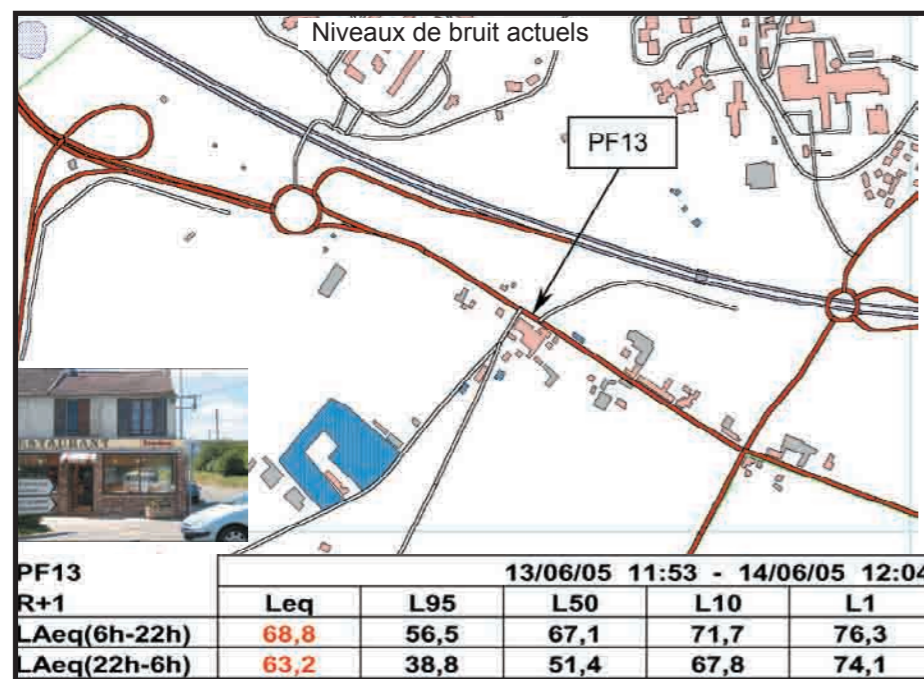 Niveaux de bruit actuels
PF13
RESTAURANT
PF13 13/06/05 11:53 - 14/06/05 12:04
R+1 Leq L95 L50 L10 L1
LAeq(6h-22h) 68,8 56,5 67,1 71,7 76,3
LAeq(22h-6h) 63,2 38,8 51,4 67,8 74,1